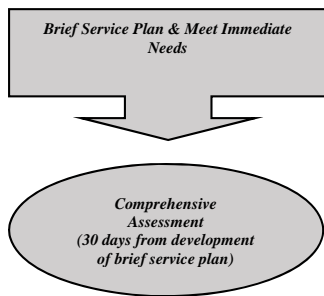 Brief Service Plan & Meet Immediate
Needs
Comprehensive
Assessment
(30 days from development
of brief service plan)